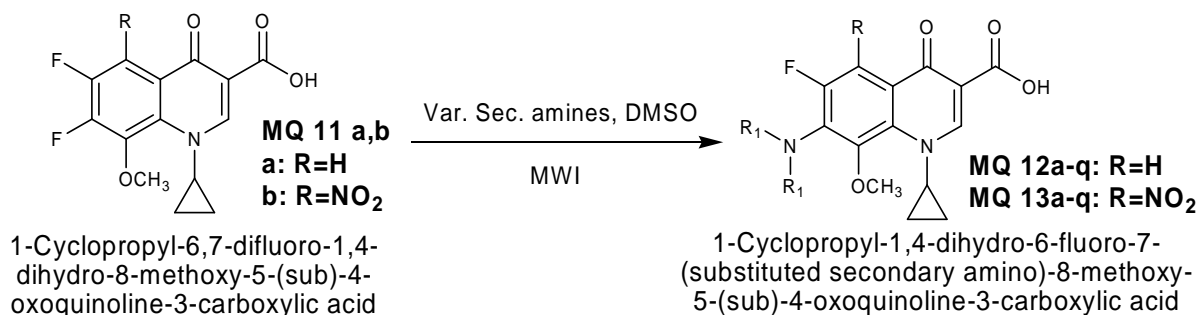 R
O
O
F
OH
F
N
OCH3
MQ 11 a,b
a: R=H
b: R=NO2
1-Cyclopropyl-6,7-difluoro-1,4-
dihydro-8-methoxy-5-(sub)-4-
oxoquinoline-3-carboxylic acid
Var. Sec. amines, DMSO
MWI
R
O
O
F
OH
R1
N
N
R1
OCH3
MQ 12a-q: R=H
MQ 13a-q: R=NO2
1-Cyclopropyl-1,4-dihydro-6-fluoro-7-
(substituted secondary amino)-8-methoxy-
5-(sub)-4-oxoquinoline-3-carboxylic acid